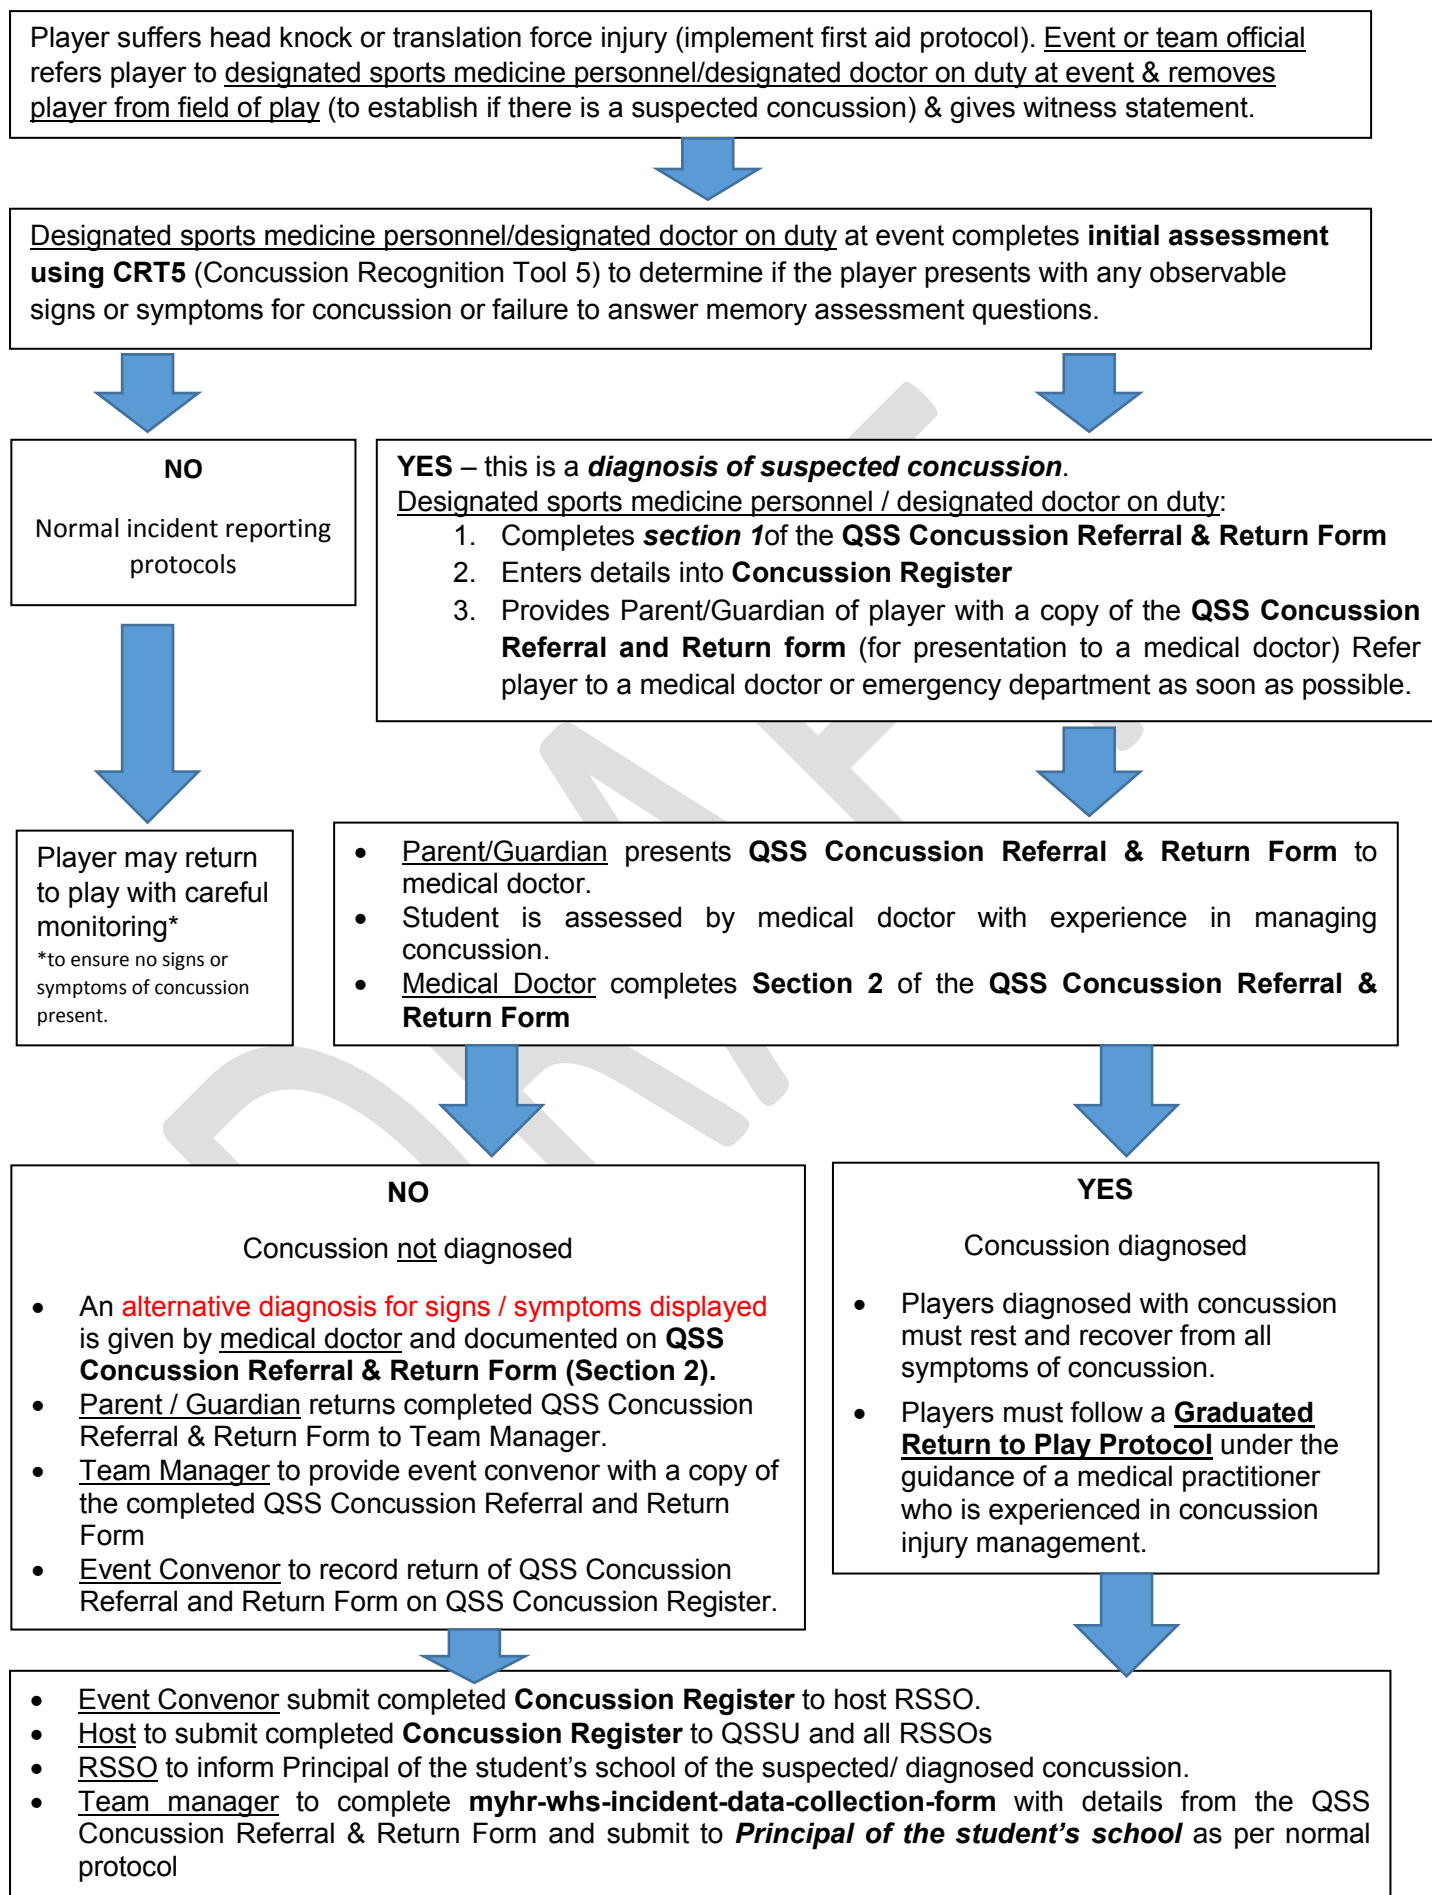 Player suffers head knock or translation force injury (implement first aid protocol). Event or team official
refers player to designated sports medicine personnel/designated doctor on duty at event & removes
player from field of play (to establish if there is a suspected concussion) & gives witness statement.
Designated sports medicine personnel/designated doctor on duty at event completes initial assessment
using CRT5 (Concussion Recognition Tool 5) to determine if the player presents with any observable
signs or symptoms for concussion or failure to answer memory assessment questions.
NO
Normal incident reporting
protocols
YES – this is a diagnosis of suspected concussion.
Designated sports medicine personnel / designated doctor on duty:
1. Completes section 1of the QSS Concussion Referral & Return Form
2. Enters details into Concussion Register
3. Provides Parent/Guardian of player with a copy of the QSS Concussion
Referral and Return form (for presentation to a medical doctor) Refer
player to a medical doctor or emergency department as soon as possible.
Player may return
to play with careful
monitoring*
*to ensure no signs or
symptoms of concussion
present.
• Parent/Guardian presents QSS Concussion Referral & Return Form to
medical doctor.
• Student is assessed by medical doctor with experience in managing
concussion.
• Medical Doctor completes Section 2 of the QSS Concussion Referral &
Return Form
NO
Concussion not diagnosed
• An alternative diagnosis for signs / symptoms displayed
is given by medical doctor and documented on QSS
Concussion Referral & Return Form (Section 2).
• Parent / Guardian returns completed QSS Concussion
Referral & Return Form to Team Manager.
• Team Manager to provide event convenor with a copy of
the completed QSS Concussion Referral and Return
Form
• Event Convenor to record return of QSS Concussion
Referral and Return Form on QSS Concussion Register.
YES
Concussion diagnosed
• Players diagnosed with concussion
must rest and recover from all
symptoms of concussion.
• Players must follow a Graduated
Return to Play Protocol under the
guidance of a medical practitioner
who is experienced in concussion
injury management.
• Event Convenor submit completed Concussion Register to host RSSO.
• Host to submit completed Concussion Register to QSSU and all RSSOs
• RSSO to inform Principal of the student's school of the suspected/ diagnosed concussion.
• Team manager to complete myhr-whs-incident-data-collection-form with details from the QSS
Concussion Referral & Return Form and submit to Principal of the student's school as per normal
protocol
DRAFT